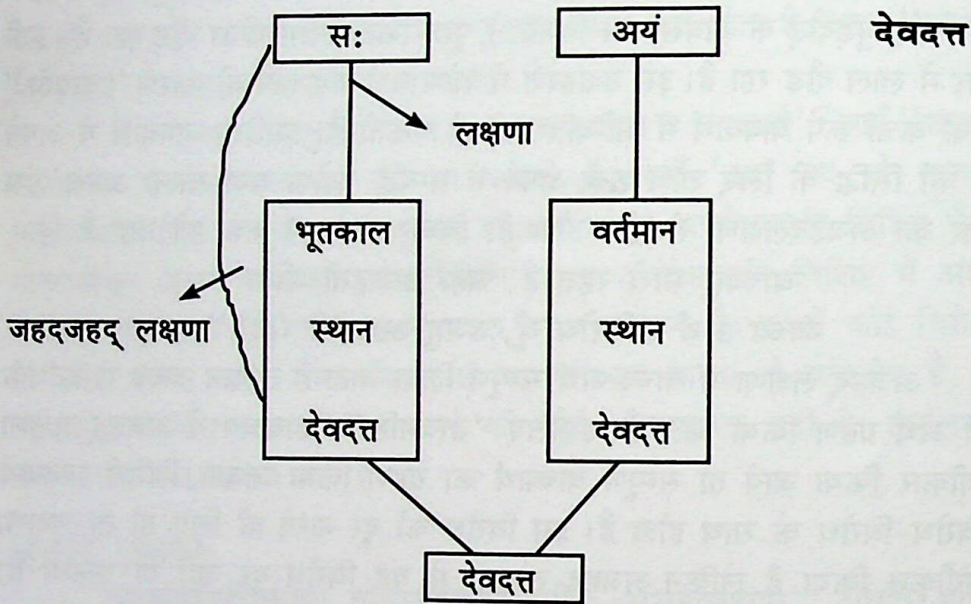 सः अयं देवदत्त
लक्षणा
भूतकाल वर्तमान
जहदजहद् लक्षणा स्थान स्थान
देवदत्त देवदत्त
देवदत्त